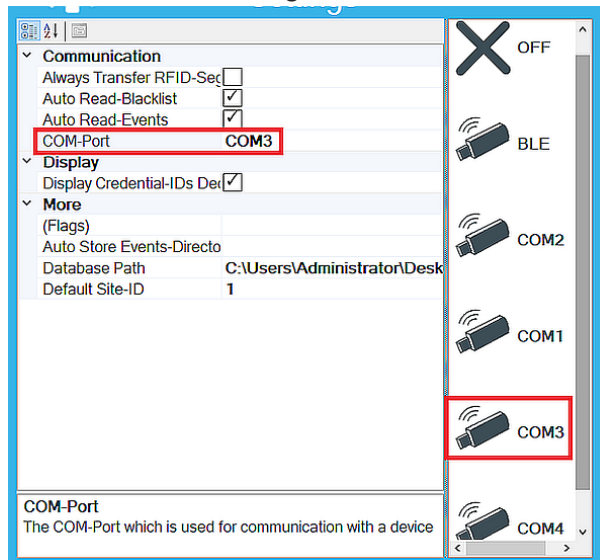 Communication
Always Transfer RFID-Sec
Auto Read-Blacklist
Auto Read-Events
COM-Port COM3
Display
Display Credential-IDs Dec
More
(Flags)
Auto Store Events-Directo
Database Path C:\Users\Administrator\Desk
Default Site-ID 1
COM-Port
The COM-Port which is used for communication with a device
OFF
BLE
COM2
COM1
COM3
COM4